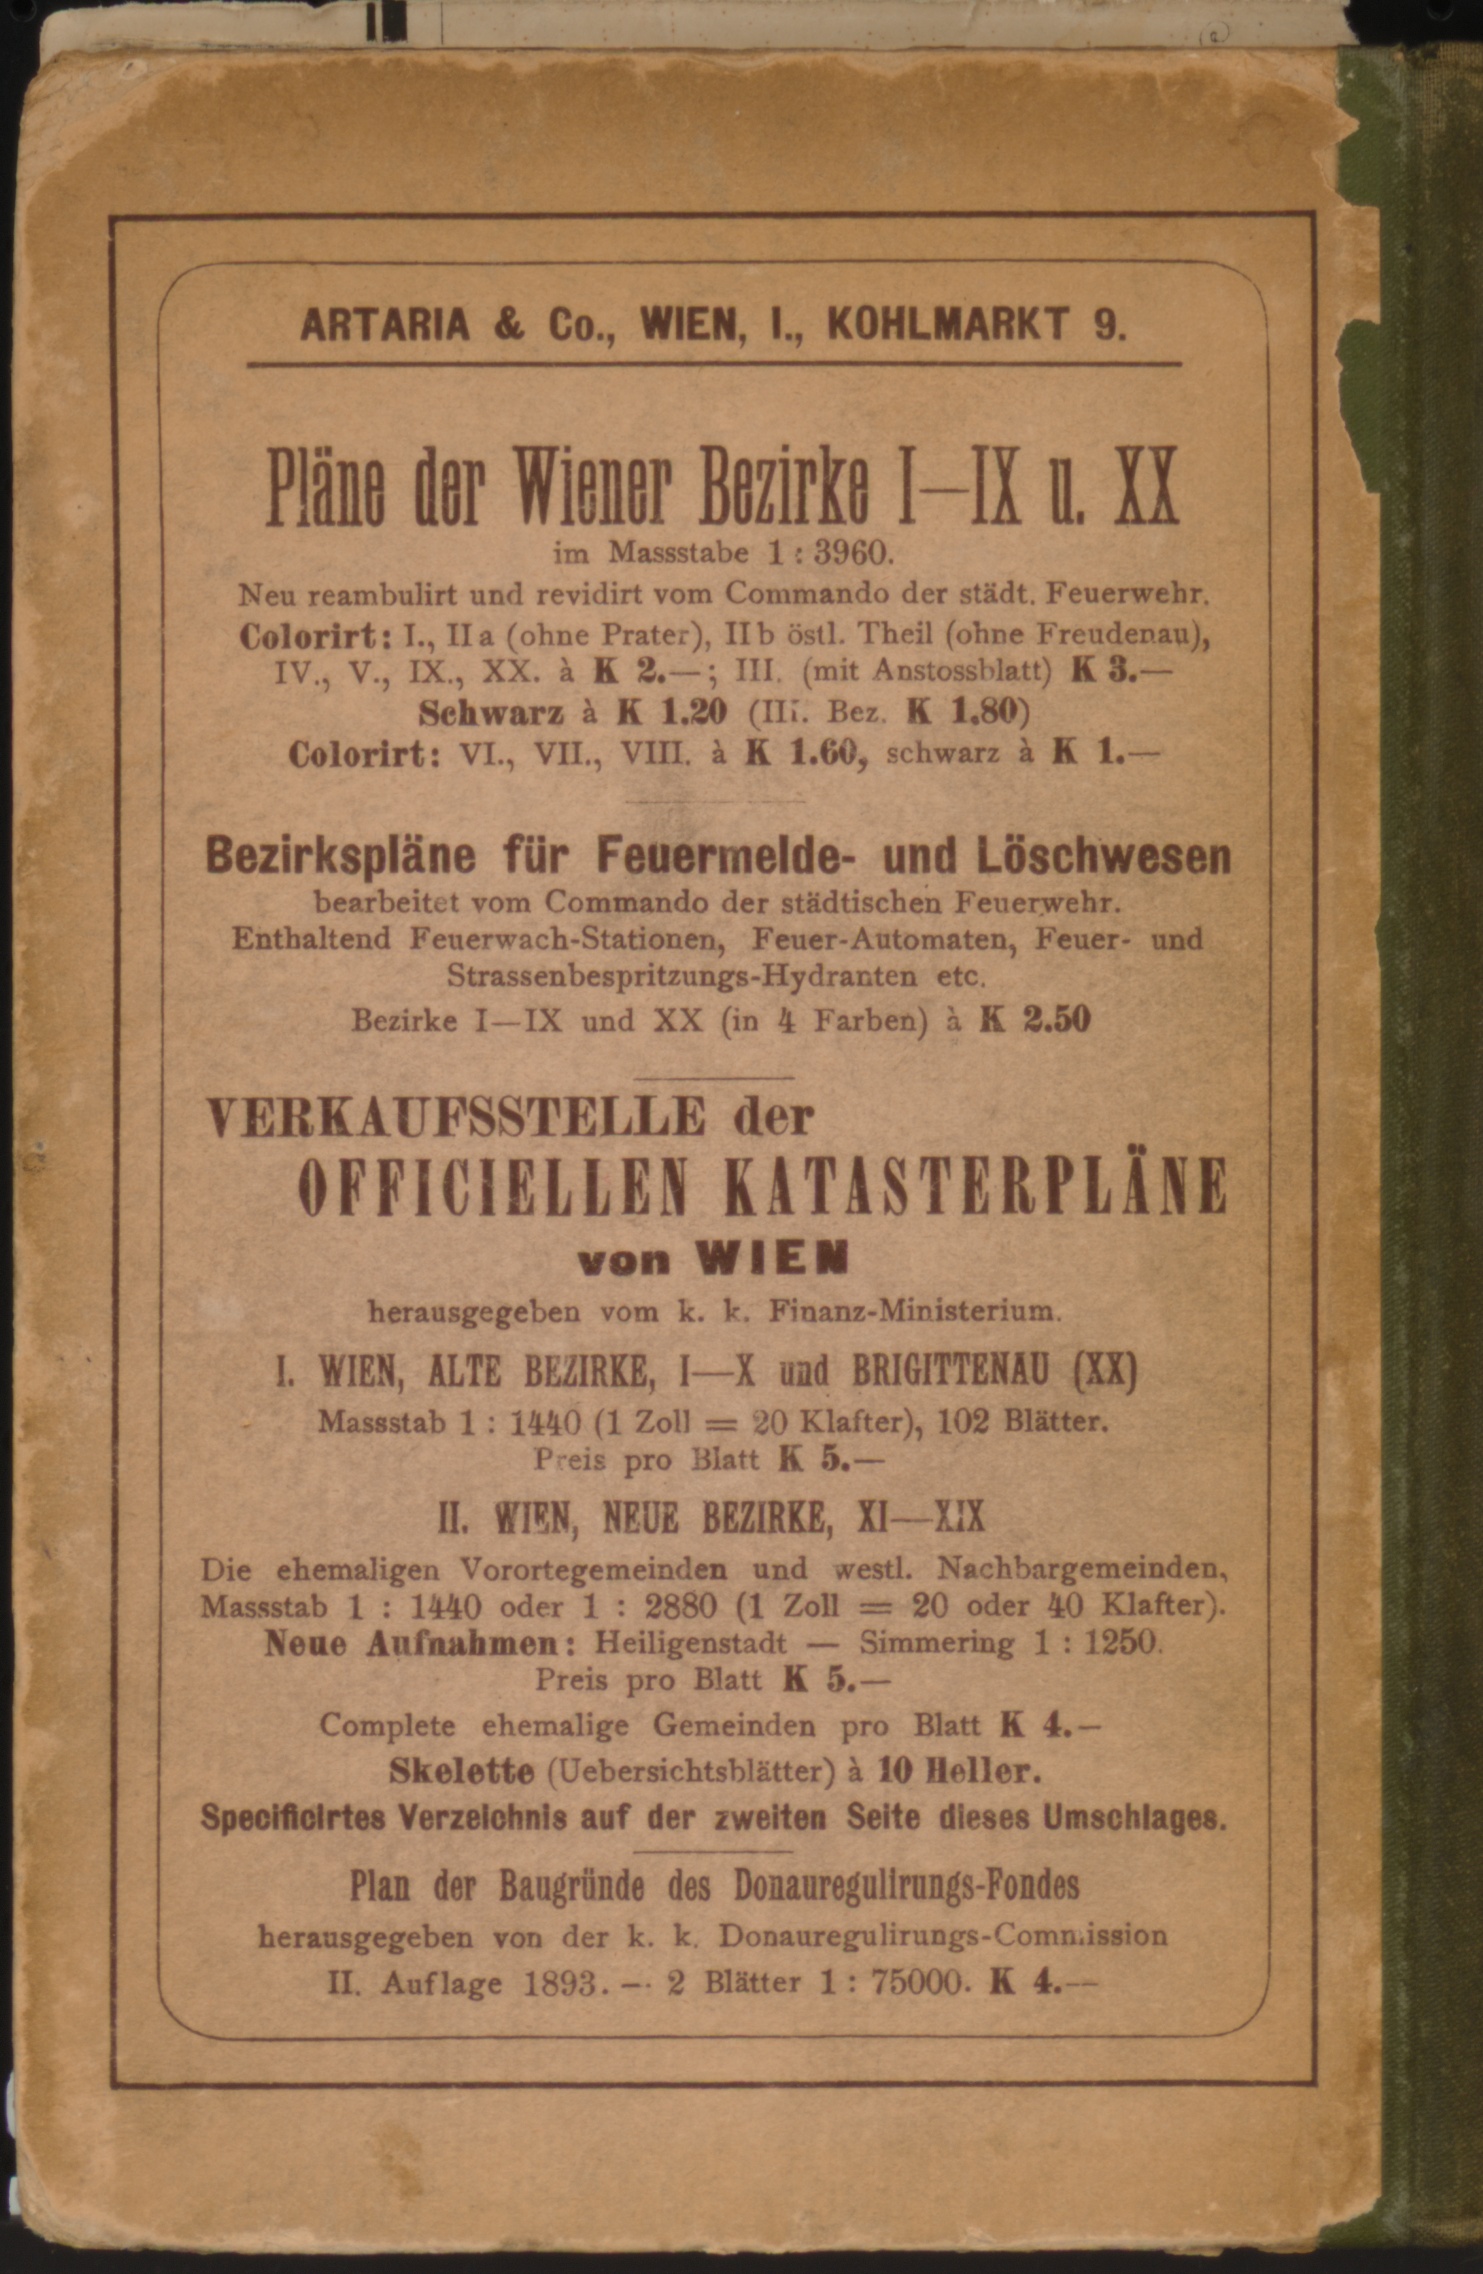 ARTARIA & Co., WIEN, I., KOHLMARKT 9.
Pläne der Wiener Bezirke I—IX u. XX
im Massstabe 1 : 3960.
Neu reambulirt und revidirt vom Commando der städt. Feuerwehr.
Colorirt: I., II a (ohne Prater), II b östl. Theil (ohne Freudenau),
IV., V., IX., XX. à K 2.—; III. (mit Anstossblatt) K 3.—
Schwarz à K 1.20 (III. Bez. K 1.80)
Colorirt: VI., VII., VIII. à K 1.60, schwarz à K 1.—
Bezirkspläne für Feuermelde- und Löschwesen
bearbeitet vom Commando der städtischen Feuerwehr.
Enthaltend Feuerwach-Stationen, Feuer-Automaten, Feuer- und
Strassenbespritzungs-Hydranten etc.
Bezirke I—IX und XX (in 4 Farben) à K 2.50
VERKAUFSSTELLE der
OFFICIELLEN KATASTERPLÄNE
von WIEN
herausgegeben vom k. k. Finanz-Ministerium.
I. WIEN, ALTE BEZIRKE, I—X und BRIGITTENAU (XX)
Massstab 1 : 1440 (1 Zoll = 20 Klafter), 102 Blätter.
Preis pro Blatt K 5.—
II. WIEN, NEUE BEZIRKE, XI—XIX
Die ehemaligen Vorortegemeinden und westl. Nachbargemeinden,
Massstab 1 : 1440 oder 1 : 2880 (1 Zoll = 20 oder 40 Klafter).
Neue Aufnahmen: Heiligenstadt — Simmering 1 : 1250.
Preis pro Blatt K 5.—
Complete ehemalige Gemeinden pro Blatt K 4.—
Skelette (Uebersichtsblätter) à 10 Heller.
Specificirtes Verzeichnis auf der zweiten Seite dieses Umschlages.
Plan der Baugründe des Donauregulirungs-Fondes
herausgegeben von der k. k. Donauregulirungs-Commission
II. Auflage 1893. — 2 Blätter 1 : 75000. K 4.—